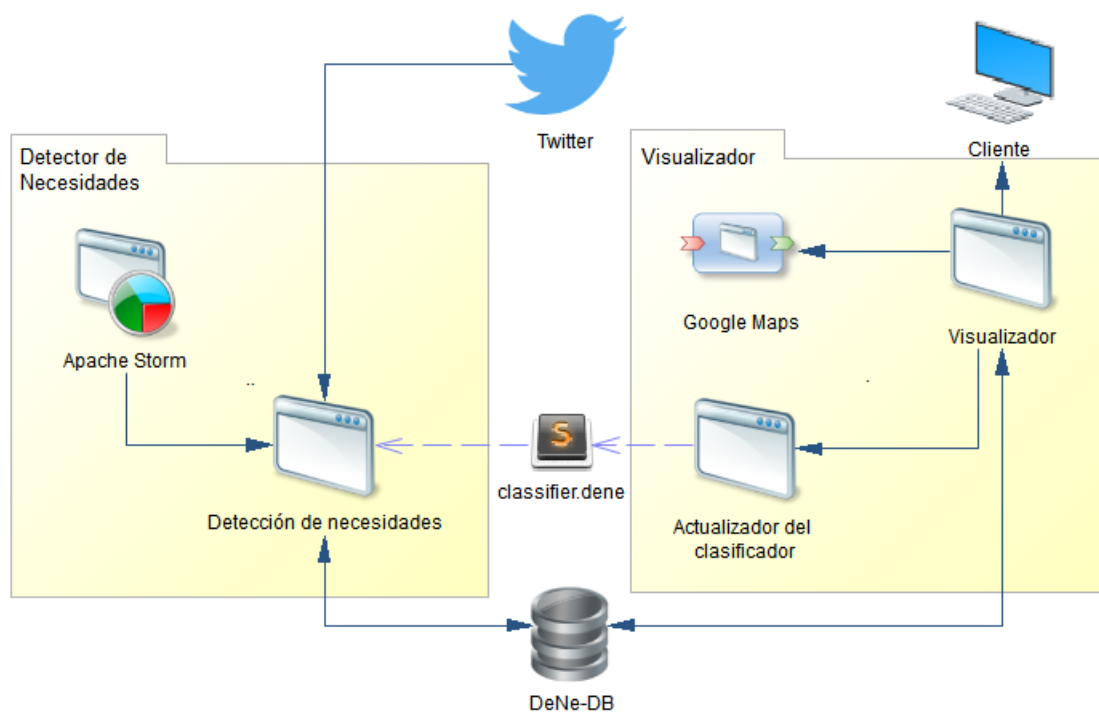 Twitter
Cliente
Detector de
Necesidades
Visualizador
Apache Storm
..
Google Maps
Visualizador
.
S
classifier.dene
Detección de necesidades
Actualizador del
clasificador
DeNe-DB